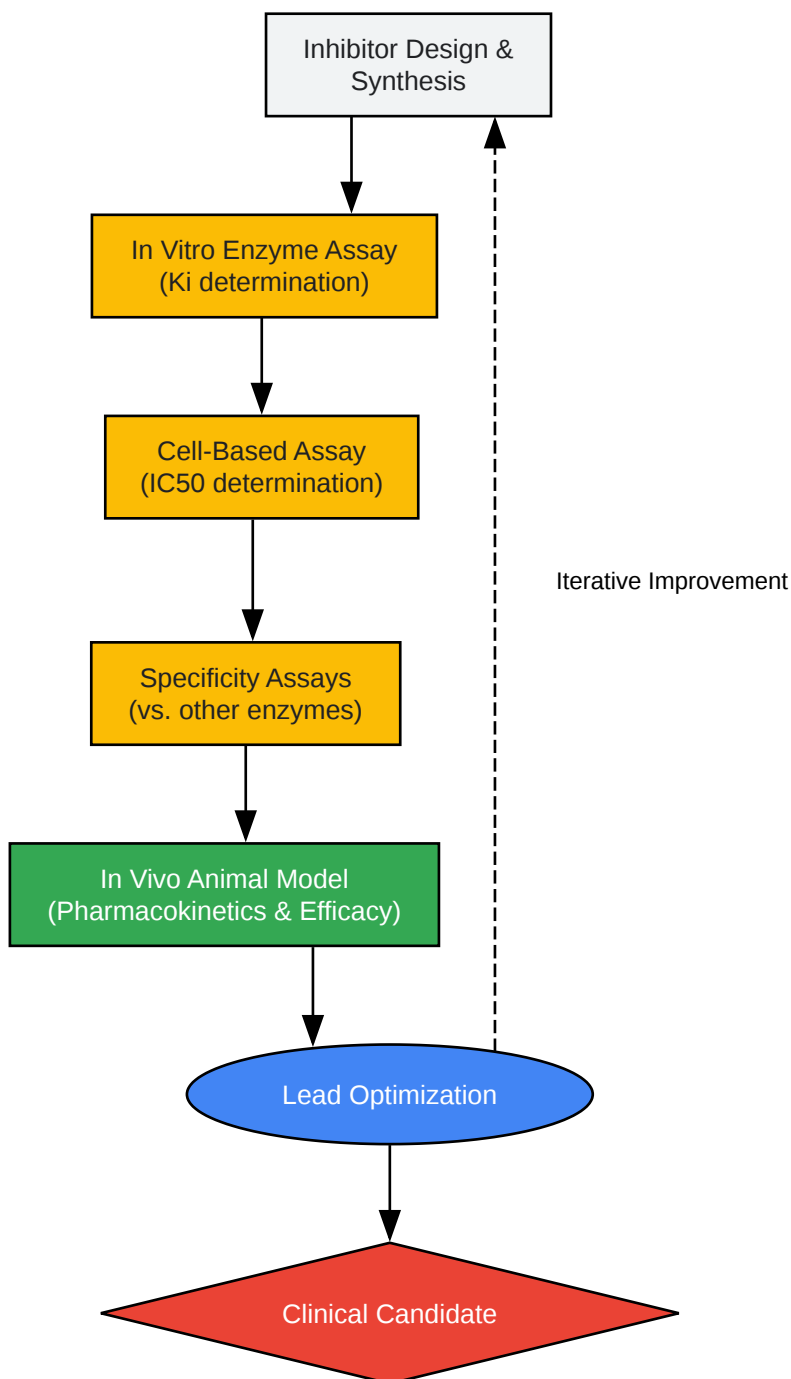 Inhibitor Design &
Synthesis
In Vitro Enzyme Assay
(Ki determination)
Cell-Based Assay
(IC50 determination)
Iterative Improvement
Specificity Assays
(vs. other enzymes)
In Vivo Animal Model
(Pharmacokinetics & Efficacy)
Lead Optimization
Clinical Candidate